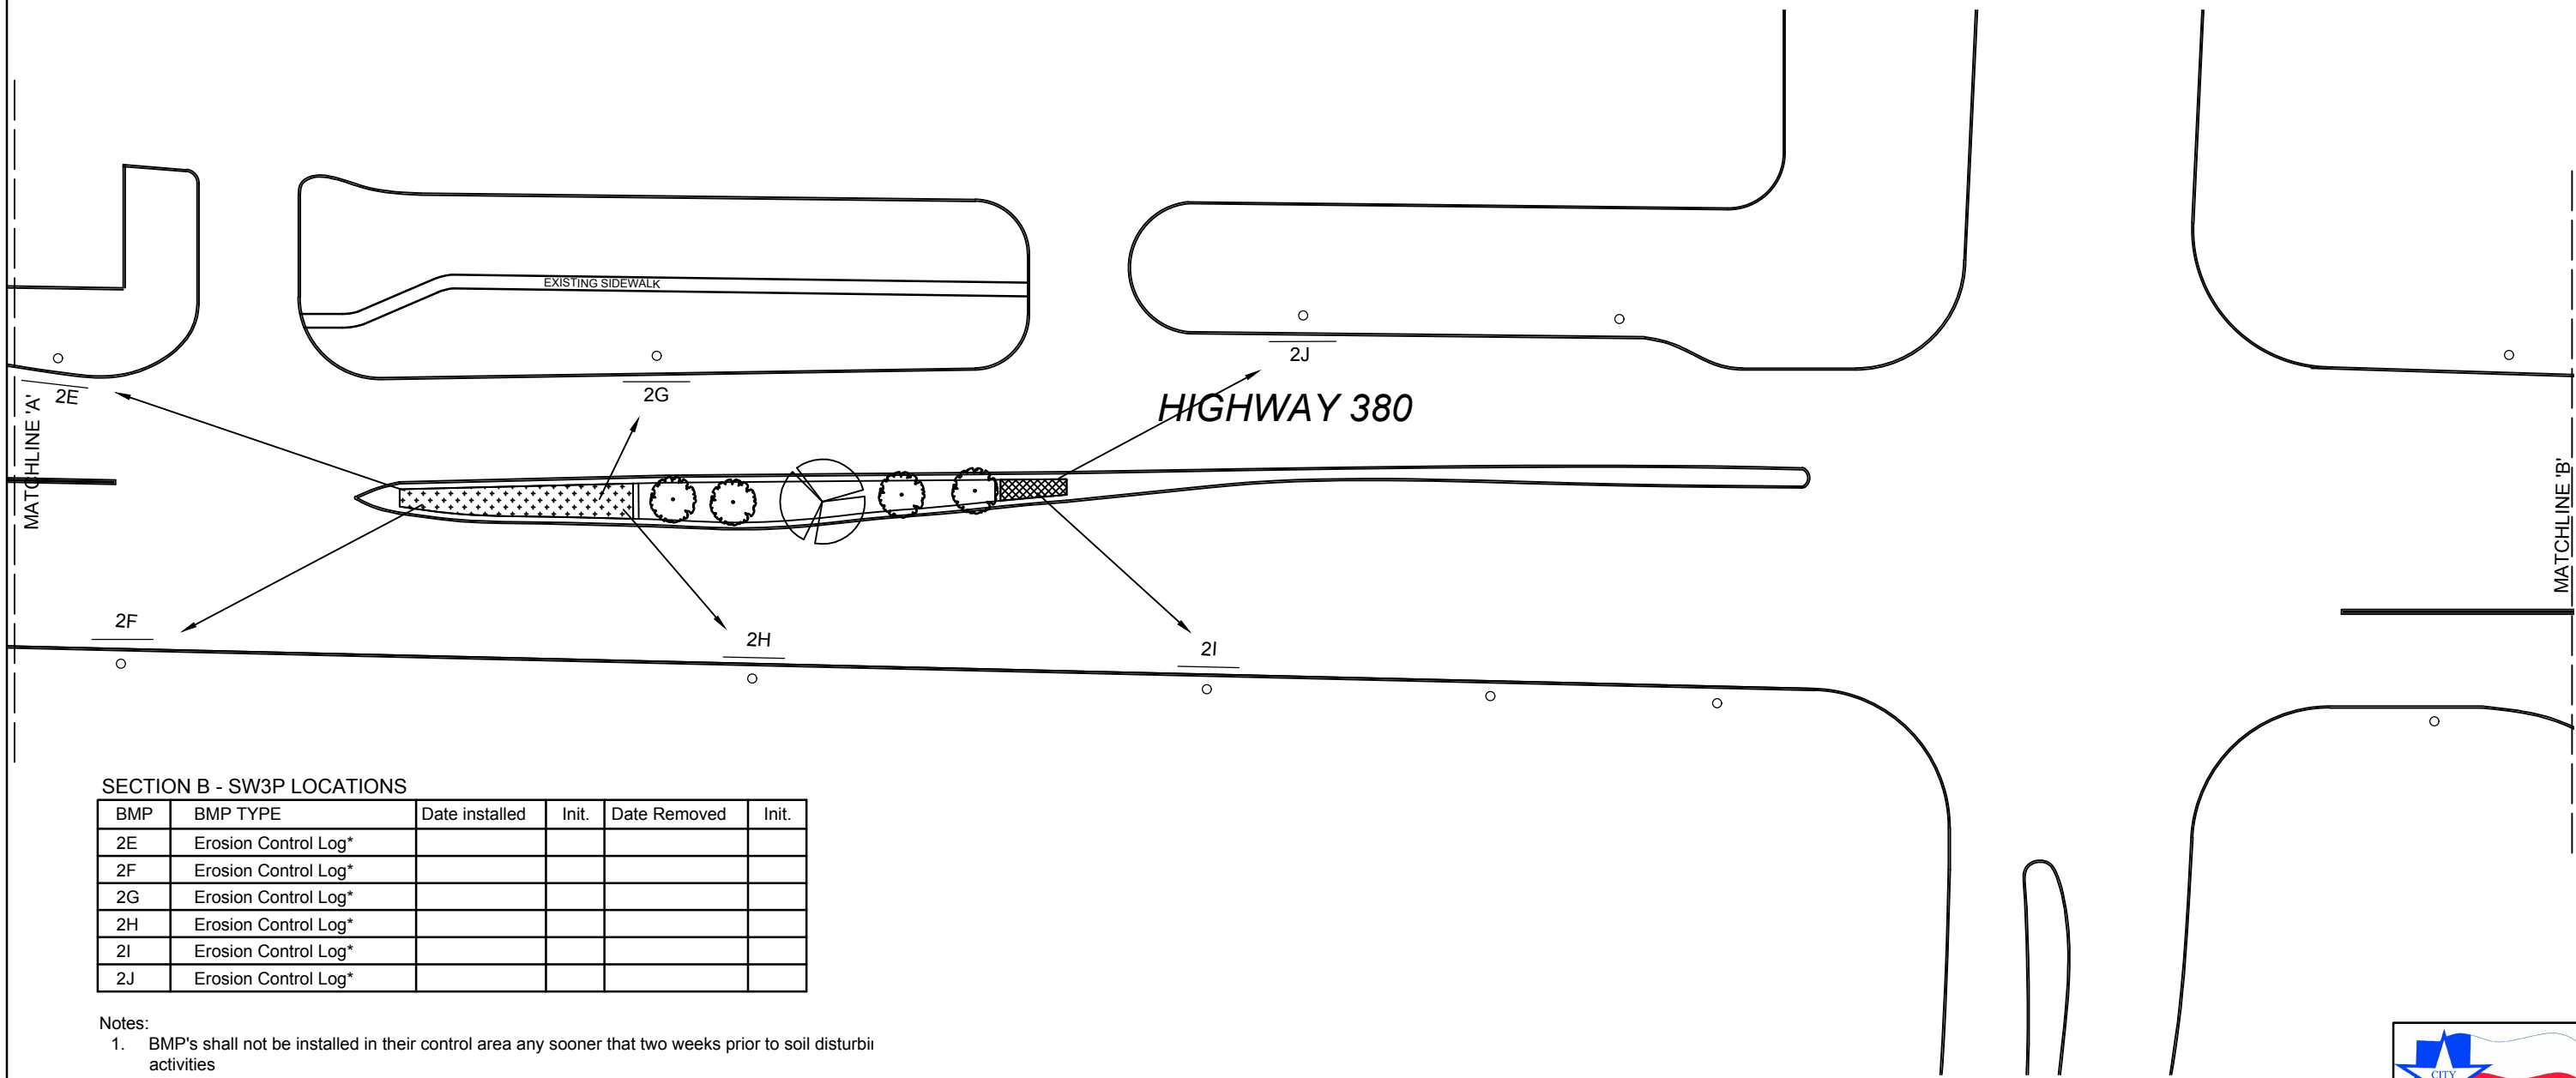 EXISTING SIDEWALK
2J
2E
2G
HIGHWAY 380
MATCHLINE 'A'
MATCHLINE 'B'
2F
2H
2I
SECTION B - SW3P LOCATIONS
BMP BMP TYPE Date installed Init. Date Removed Init.
2E Erosion Control Log*
2F Erosion Control Log*
2G Erosion Control Log*
2H Erosion Control Log*
2I Erosion Control Log*
2J Erosion Control Log*
Notes:
1. BMP's shall not be installed in their control area any sooner that two weeks prior to soil
activities
CITY